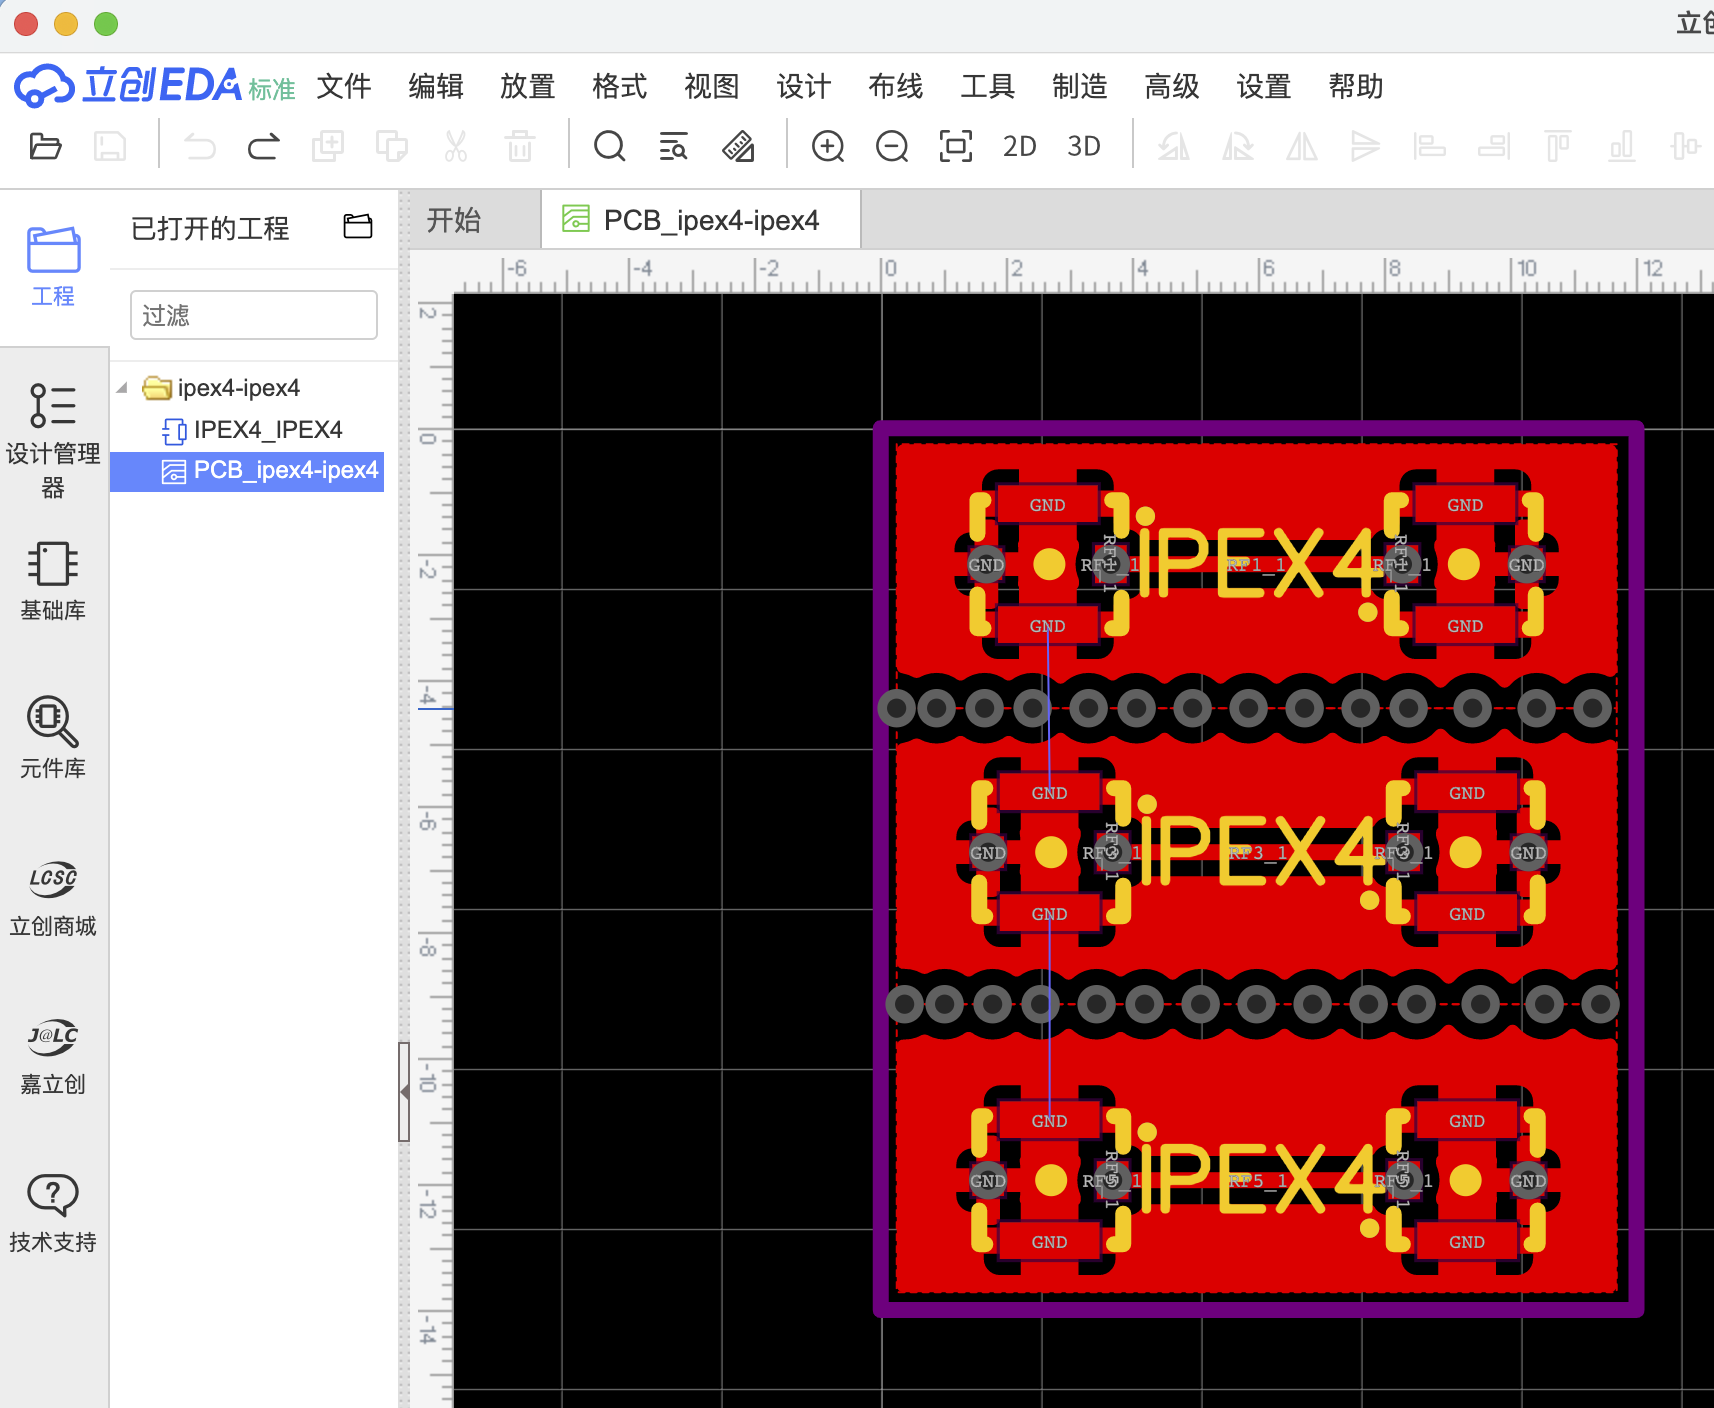 立创EDA 标准 文件 编辑 放置 格式 视图 设计 布线 工具 制造 高级 设置 帮助
2D 3D
工程
设计管理器
基础库
元件库
LCSC
立创商城
J@LC
嘉立创
技术支持
已打开的工程
过滤
ipex4-ipex4
IPEX4_IPEX4
PCB_ipex4-ipex4
开始 PCB_ipex4-ipex4
-6 -4 -2 0 2 4 6 8 10 12
2
0
-2
-4
-6
-8
-10
-12
-14
GND GND
GND RF1_1 iPEX4 RF1_1 RF1_1 GND
GND GND
GND GND
GND RF3_1 iPEX4 RF3_1 RF3_1 GND
GND GND
GND GND
GND RF5_1 iPEX4 RF5_1 RF5_1 GND
GND GND